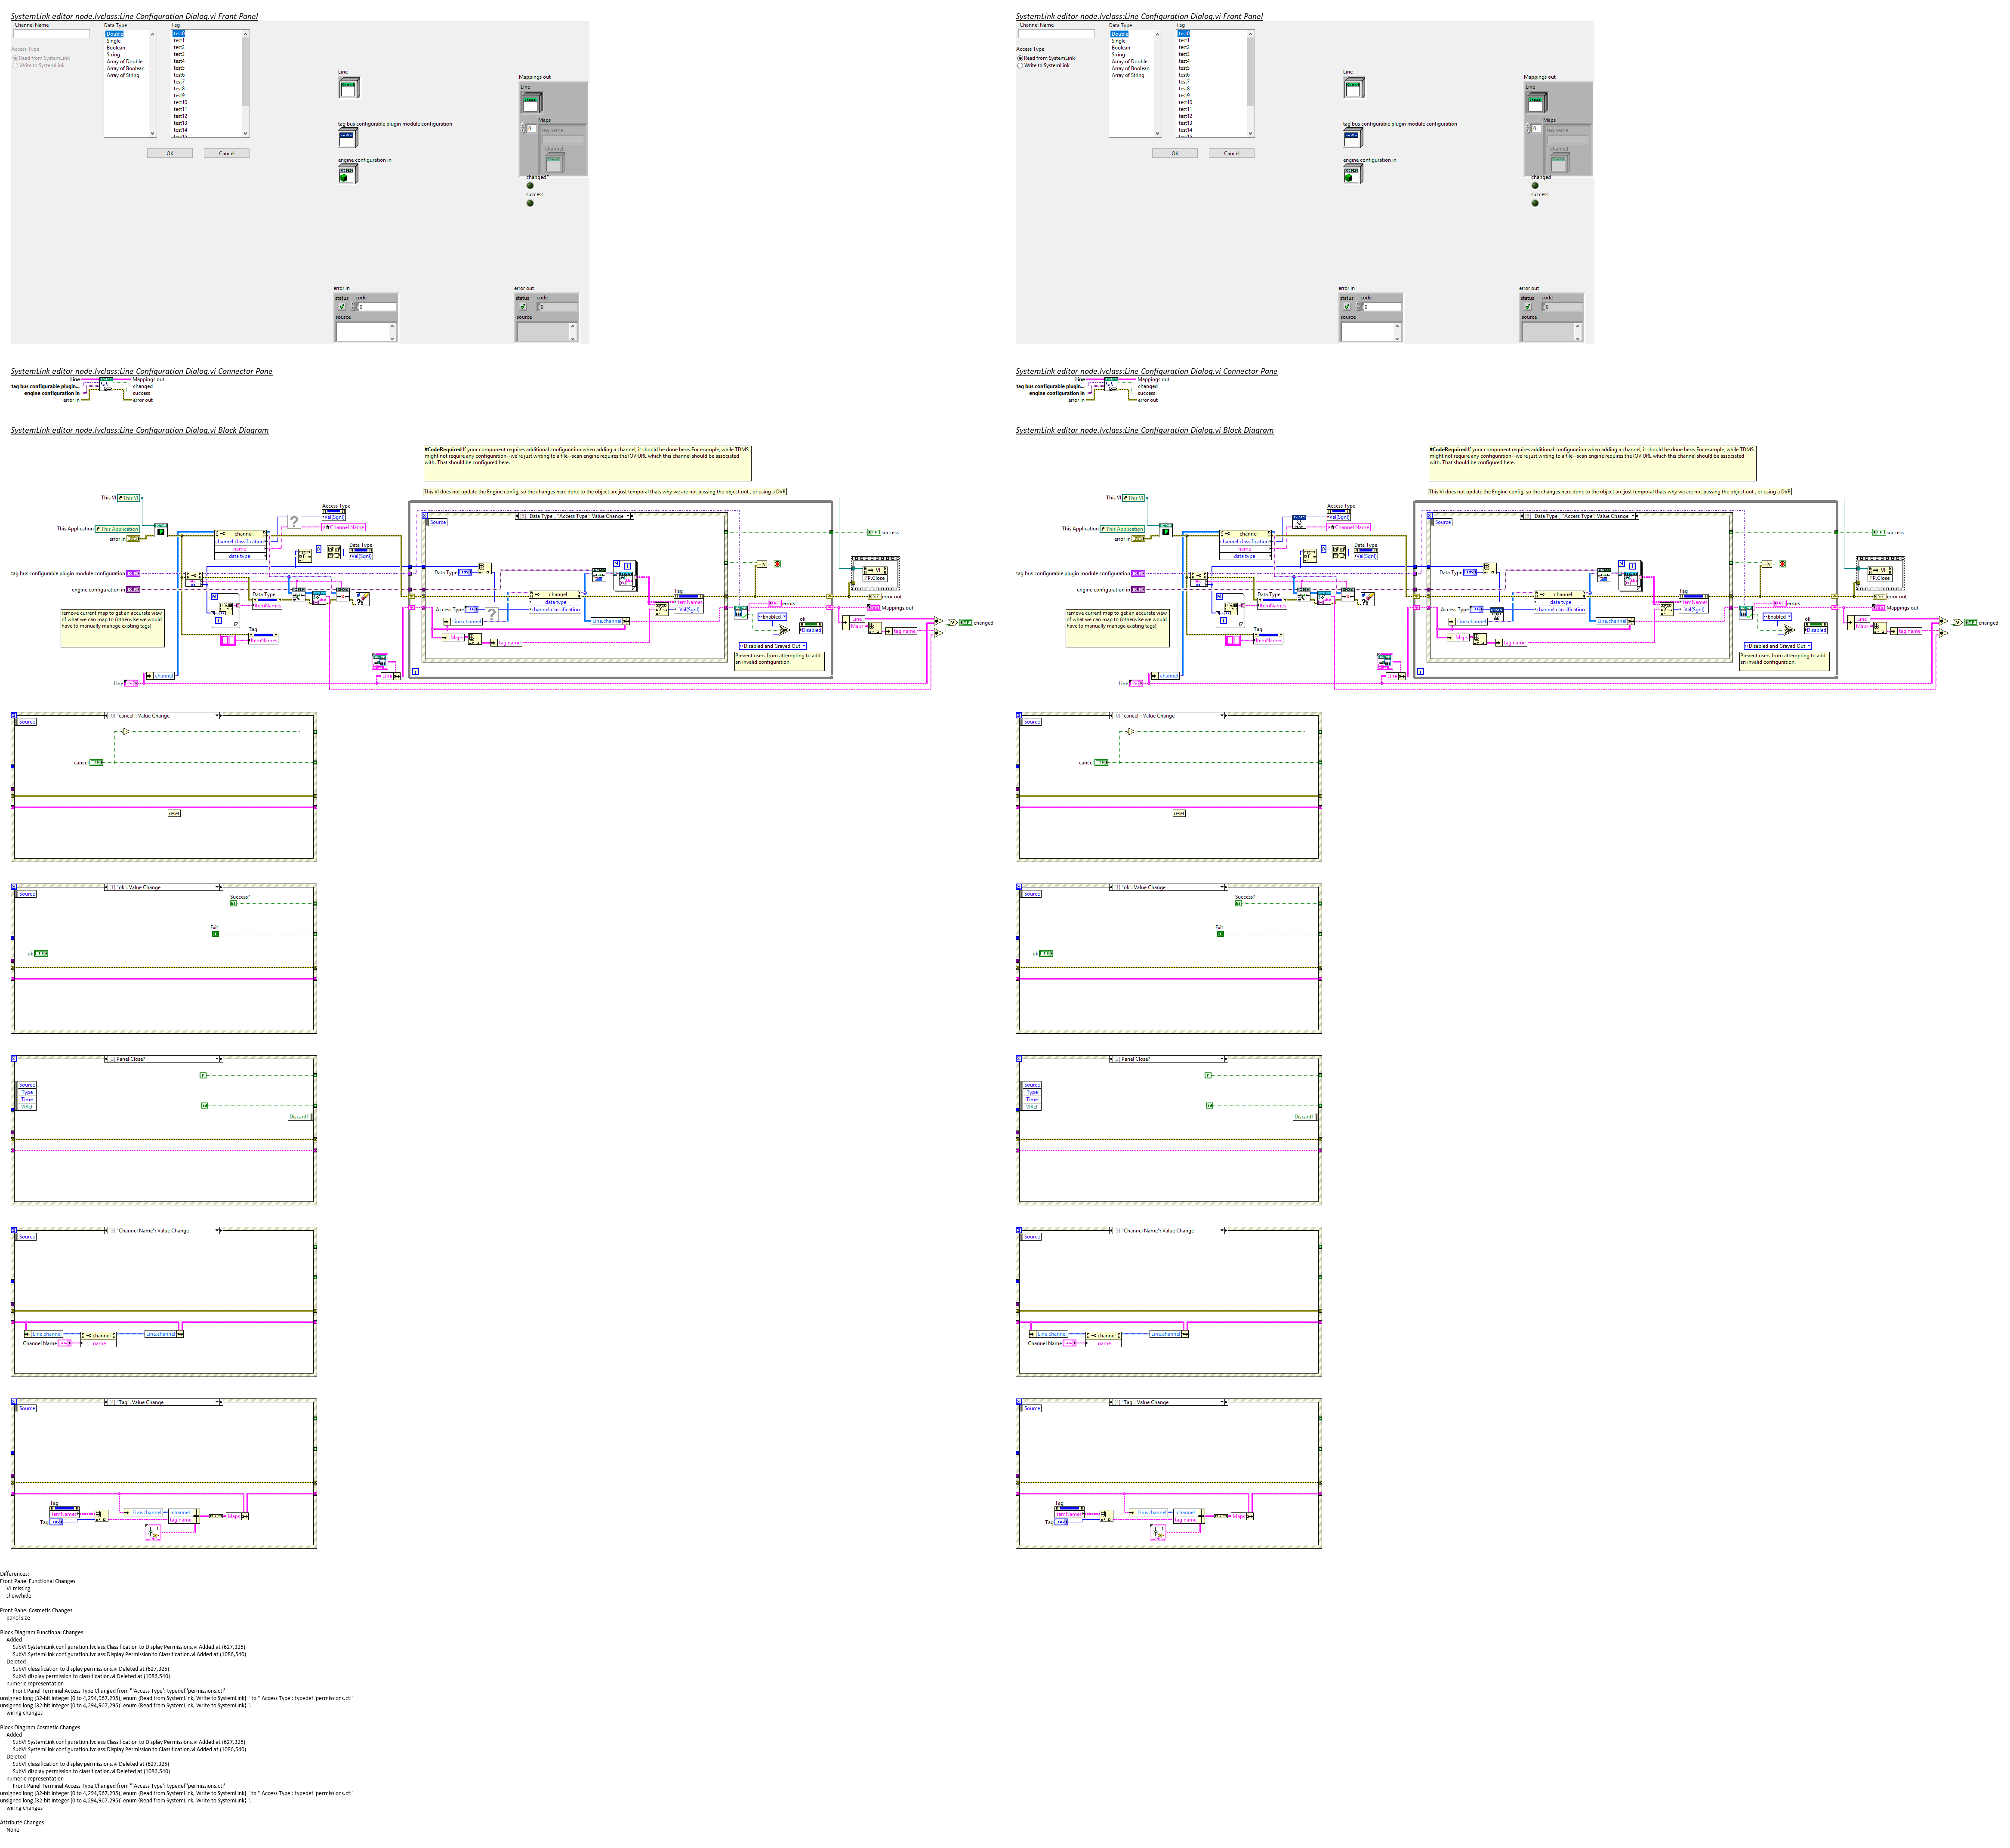 SystemLink editor node.lvclass:Line Configuration Dialog.vi Front Panel
Channel Name
Data Type
Tag
Access Type
Read from SystemLink
Write to SystemLink
Double
Single
Boolean
String
Array of Double
Array of Boolean
Array of String
test0
test1
test2
test3
test4
test5
test6
test7
test8
test9
test10
test11
test12
test13
test14
OK
Cancel
Line
tag bus configurable plugin module configuration
engine configuration in
Mappings out
Line
Maps
0
tag name
channel
changed
success
error in
status code
0
source
error out
status code
0
source
SystemLink editor node.lvclass:Line Configuration Dialog.vi Front Panel
Channel Name
Data Type
Tag
Access Type
Read from SystemLink
Write to SystemLink
Double
Single
Boolean
String
Array of Double
Array of Boolean
Array of String
test0
test1
test2
test3
test4
test5
test6
test7
test8
test9
test10
test11
test12
test13
test14
OK
Cancel
Line
tag bus configurable plugin module configuration
engine configuration in
Mappings out
Line
Maps
0
tag name
channel
changed
success
error in
status code
0
source
error out
status code
0
source
SystemLink editor node.lvclass:Line Configuration Dialog.vi Connector Pane
Line
tag bus configurable plugin...
engine configuration in
error in
Mappings out
changed
success
error out
SystemLink editor node.lvclass:Line Configuration Dialog.vi Connector Pane
Line
tag bus configurable plugin...
engine configuration in
error in
Mappings out
changed
success
error out
SystemLink editor node.lvclass:Line Configuration Dialog.vi Block Diagram
#CodeRequired If your component requires additional configuration when adding a channel, it should be done here. For example, while TDMS
might not require any configuration--we're just writing to a file--scan engine requires the IOV URL which this channel should be associated
with. That should be configured here.
This VI does not update the Engine config, so the changes here done to the object are just temporal thats why we are not passing the object out , or using a DVR
This VI
This VI
This Application
This Application
error in
channel
channel classification
name
data type
Access Type
Val(Sgnl)
Channel Name
Data Type
Val(Sgnl)
tag bus configurable plugin module configuration
engine configuration in
Data Type
ItemNames
Tag
ItemNames
remove current map to get an accurate view
of what we can map to (otherwise we would
have to manually manage existing tags)
channel
Line
Line
[5] "Data Type", "Access Type": Value Change
Source
Data Type
Access Type
channel
data type
channel classification
Line.channel
Line.channel
Maps
tag name
Tag
ItemNames
Val(Sgnl)
errors
Enabled
Disabled and Grayed Out
ok
Disabled
Prevent users from attempting to add
an invalid configuration.
success
FP.Close
error out
Mappings out
Line
Maps
tag name
changed
SystemLink editor node.lvclass:Line Configuration Dialog.vi Block Diagram
#CodeRequired If your component requires additional configuration when adding a channel, it should be done here. For example, while TDMS
might not require any configuration--we're just writing to a file--scan engine requires the IOV URL which this channel should be associated
with. That should be configured here.
This VI does not update the Engine config, so the changes here done to the object are just temporal thats why we are not passing the object out , or using a DVR
This VI
This VI
This Application
This Application
error in
channel
channel classification
name
data type
Access Type
Val(Sgnl)
Channel Name
Data Type
Val(Sgnl)
tag bus configurable plugin module configuration
engine configuration in
Data Type
ItemNames
Tag
ItemNames
remove current map to get an accurate view
of what we can map to (otherwise we would
have to manually manage existing tags)
channel
Line
Line
[5] "Data Type", "Access Type": Value Change
Source
Data Type
Access Type
channel
data type
channel classification
Line.channel
Line.channel
Maps
tag name
Tag
ItemNames
Val(Sgnl)
errors
Enabled
Disabled and Grayed Out
ok
Disabled
Prevent users from attempting to add
an invalid configuration.
success
FP.Close
error out
Mappings out
Line
Maps
tag name
changed
[0] "cancel": Value Change
Source
cancel
reset
[0] "cancel": Value Change
Source
cancel
reset
[1] "ok": Value Change
Source
Success?
Exit
ok
[1] "ok": Value Change
Source
Success?
Exit
ok
[2] Panel Close?
Source
Type
Time
VIRef
Discard?
[2] Panel Close?
Source
Type
Time
VIRef
Discard?
[3] "Channel Name": Value Change
Source
Line.channel
channel
Line.channel
Channel Name
name
[3] "Channel Name": Value Change
Source
Line.channel
channel
Line.channel
Channel Name
name
[4] "Tag": Value Change
Source
Tag
ItemNames
Tag
Line.channel
channel
tag name
Maps
[4] "Tag": Value Change
Source
Tag
ItemNames
Tag
Line.channel
channel
tag name
Maps
Differences:
Front Panel Functional Changes
VI missing
show/hide
Front Panel Cosmetic Changes
panel size
Block Diagram Functional Changes
Added
SubVI SystemLink configuration.lvclass:Classification to Display Permissions.vi Added at (627,325)
SubVI SystemLink configuration.lvclass:Display Permission to Classification.vi Added at (1086,540)
Deleted
SubVI classification to display permissions.vi Deleted at (627,325)
SubVI display permission to classification.vi Deleted at (1086,540)
numeric representation
Front Panel Terminal Access Type Changed from "'Access Type': typedef 'permissions.ctl'
unsigned long [32-bit integer (0 to 4,294,967,295)] enum {Read from SystemLink, Write to SystemLink} " to "'Access Type': typedef 'permissions.ctl'
unsigned long [32-bit integer (0 to 4,294,967,295)] enum {Read from SystemLink, Write to SystemLink} ".
wiring changes
Block Diagram Cosmetic Changes
Added
SubVI SystemLink configuration.lvclass:Classification to Display Permissions.vi Added at (627,325)
SubVI SystemLink configuration.lvclass:Display Permission to Classification.vi Added at (1086,540)
Deleted
SubVI classification to display permissions.vi Deleted at (627,325)
SubVI display permission to classification.vi Deleted at (1086,540)
numeric representation
Front Panel Terminal Access Type Changed from "'Access Type': typedef 'permissions.ctl'
unsigned long [32-bit integer (0 to 4,294,967,295)] enum {Read from SystemLink, Write to SystemLink} " to "'Access Type': typedef 'permissions.ctl'
unsigned long [32-bit integer (0 to 4,294,967,295)] enum {Read from SystemLink, Write to SystemLink} ".
wiring changes
Attribute Changes
None